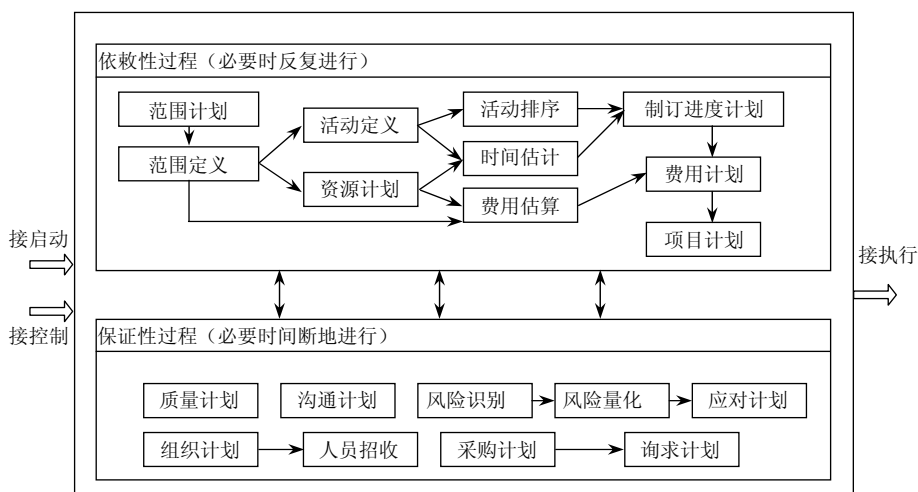 依赖性过程（必要时反复进行）
范围计划
活动排序
制订进度计划
活动定义
范围定义
时间估计
费用计划
资源计划
费用估算
项目计划
接启动
接执行
接控制
保证性过程（必要时间断地进行）
质量计划
沟通计划
风险识别
风险量化
应对计划
组织计划
人员招收
采购计划
询求计划